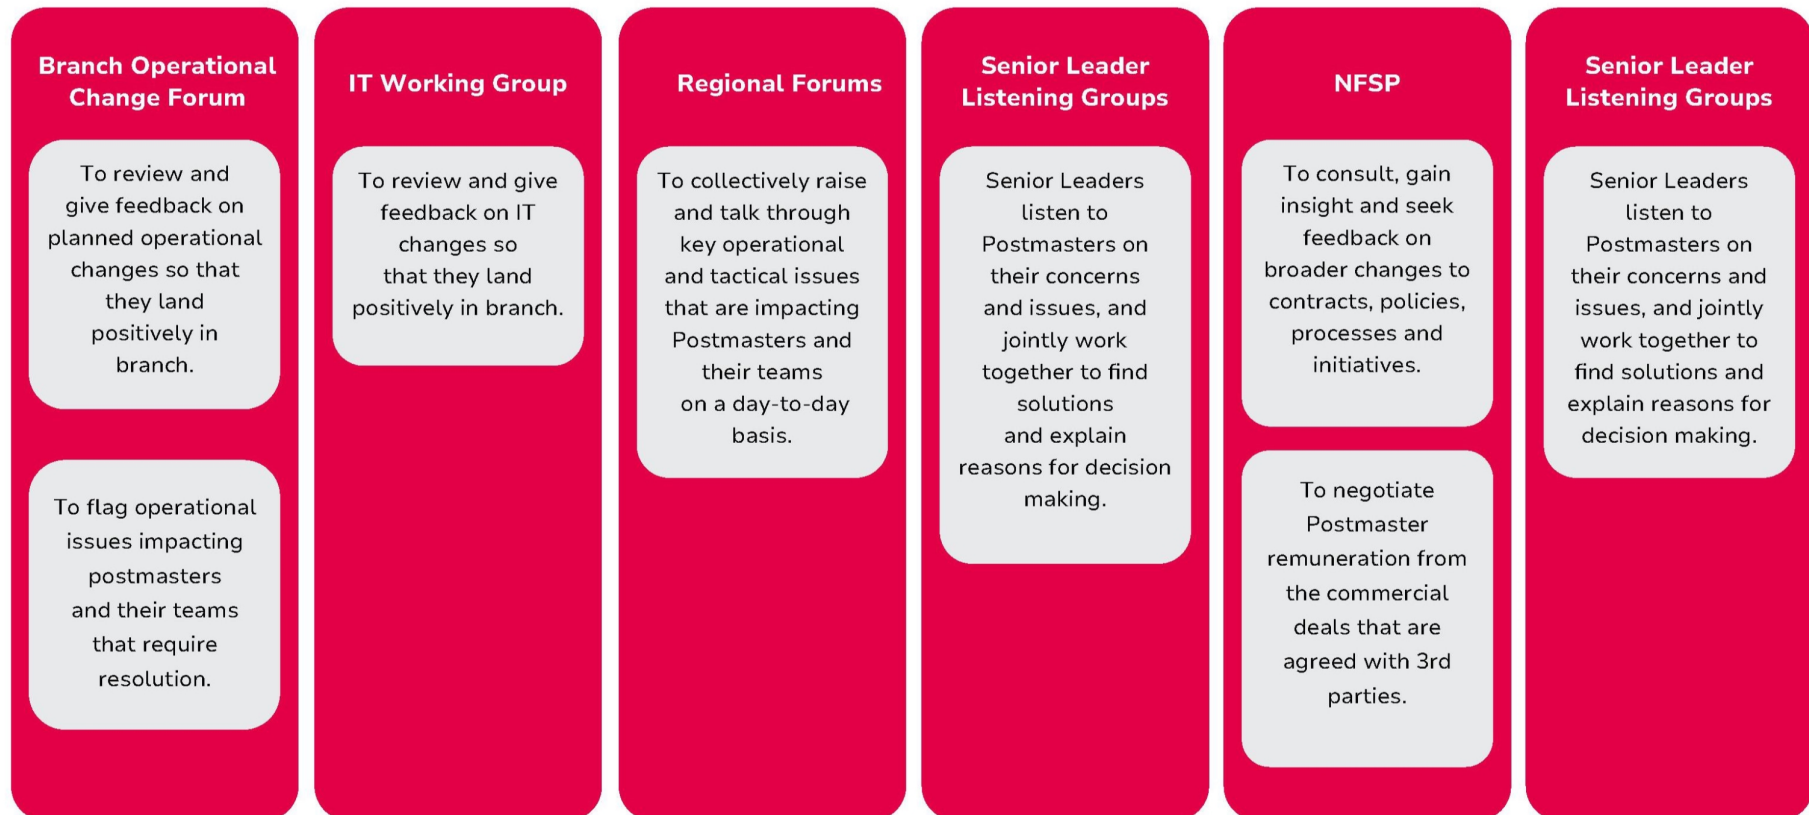 Branch Operational
Change Forum
To review and
give feedback on
planned operational
changes so that
they land
positively in
branch.
To flag operational
issues impacting
postmasters
and their teams
that require
resolution.
IT Working Group
To review and give
feedback on IT
changes so
that they land
positively in branch.
Regional Forums
To collectively raise
and talk through
key operational
and tactical issues
that are impacting
Postmasters and
their teams
on a day-to-day
basis.
Senior Leader
Listening Groups
Senior Leaders
listen to
Postmasters on
their concerns
and issues, and
jointly work
together to find
solutions
and explain
reasons for decision
making.
NFSP
To consult, gain
insight and seek
feedback on
broader changes to
contracts, policies,
processes and
initiatives.
To negotiate
Postmaster
remuneration from
the commercial
deals that are
agreed with 3rd
parties.
Senior Leader
Listening Groups
Senior Leaders
listen to
Postmasters on
their concerns and
issues, and jointly
work together to
find solutions and
explain reasons for
decision making.